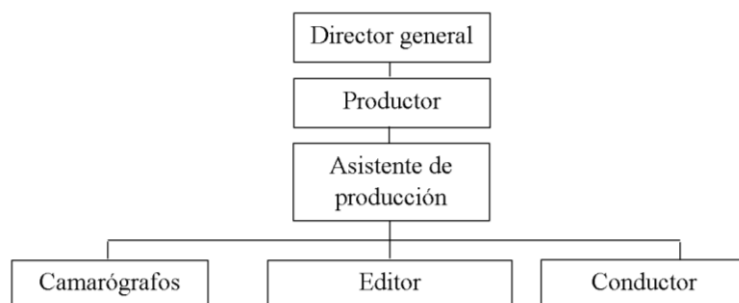 Director general
Productor
Asistente de
producción
Camarógrafos
Editor
Conductor